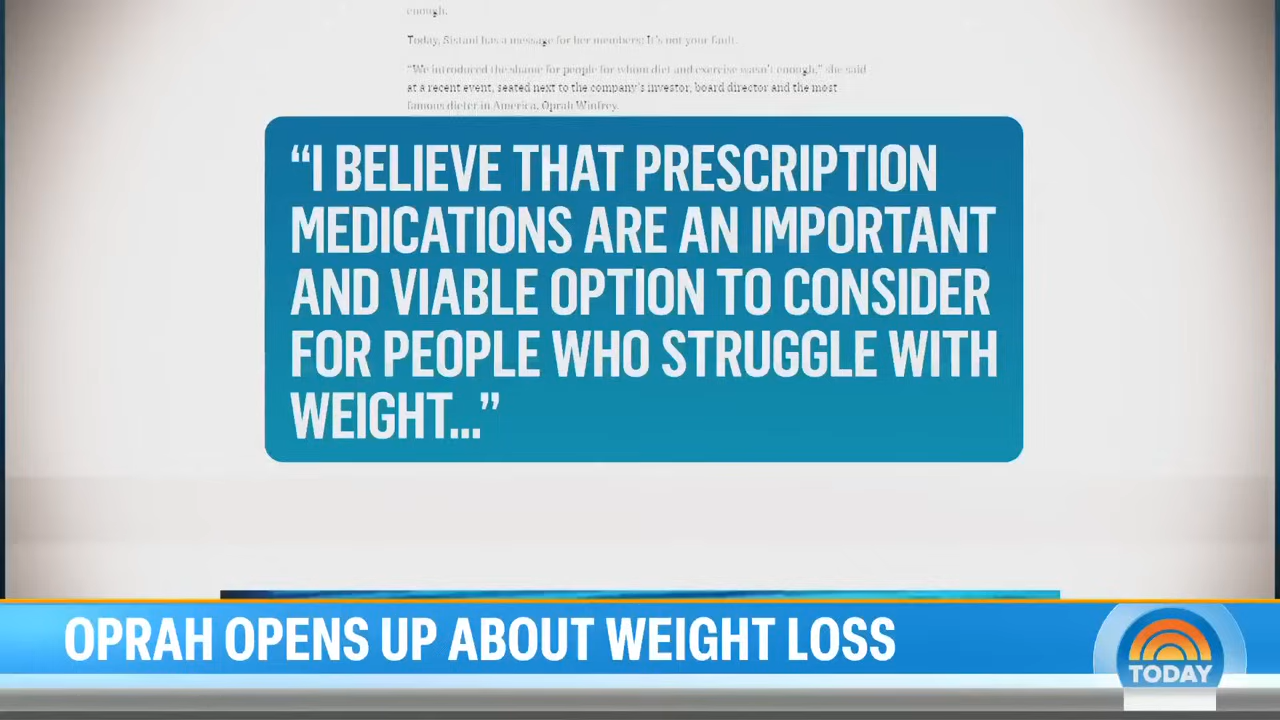 enough.
Today, Sistani has a message for her members: It's not your fault.
"We introduced the shame for people for whom diet and exercise wasn't enough," she said
at a recent event, seated next to the company's investor, board director and the most
famous dieter in America, Oprah Winfrey.
“I BELIEVE THAT PRESCRIPTION
MEDICATIONS ARE AN IMPORTANT
AND VIABLE OPTION TO CONSIDER
FOR PEOPLE WHO STRUGGLE WITH
WEIGHT...”
OPRAH OPENS UP ABOUT WEIGHT LOSS
TODAY